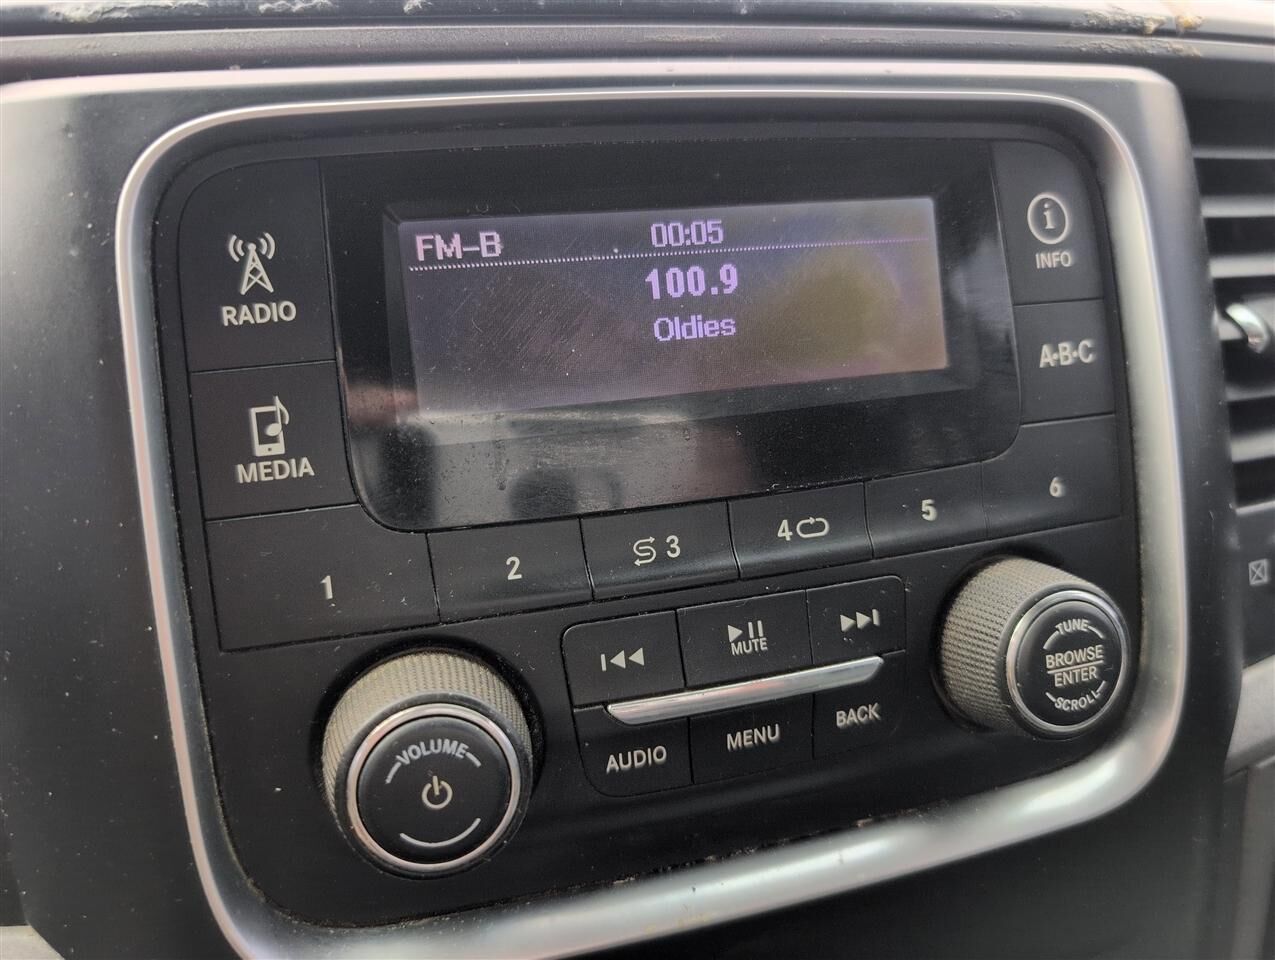 FM-B 00:05
100.9
Oldies
RADIO
MEDIA
INFO
A·B·C
1 2 3 4 5 6
MUTE
AUDIO MENU BACK
VOLUME
TUNE
BROWSE
ENTER
SCROLL